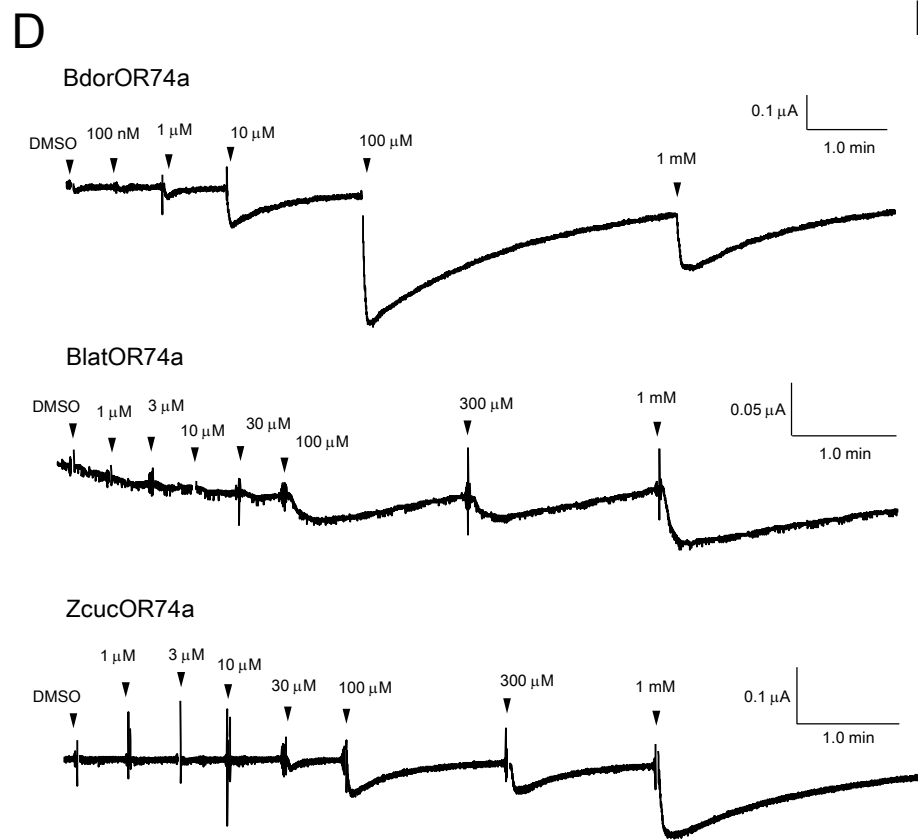 D
BdorOR74a
DMSO
100 nM
1 µM
10 µM
100 µM
1 mM
0.1 µA
1.0 min
BlatOR74a
DMSO
1 µM
3 µM
10 µM
30 µM
100 µM
300 µM
1 mM
0.05 µA
1.0 min
ZcucOR74a
DMSO
1 µM
3 µM
10 µM
30 µM
100 µM
300 µM
1 mM
0.1 µA
1.0 min